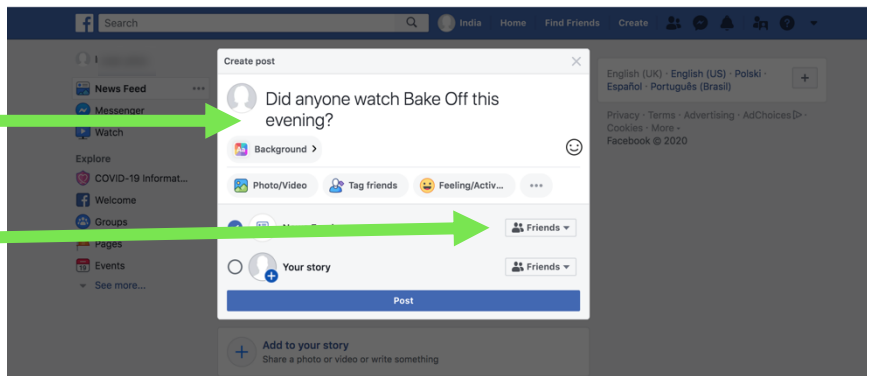 Search
India Home Find Friends Create
News Feed
Messenger
Watch
Explore
COVID-19 Informat...
Welcome
Groups
Pages
Events
See more...
Create post
Did anyone watch Bake Off this
evening?
Background
Photo/Video Tag friends Feeling/Activ...
Friends
Your story Friends
Post
Add to your story
Share a photo or video or write something
English (UK) · English (US) · Polski ·
Español · Português (Brasil)
Privacy · Terms · Advertising · AdChoices ·
Cookies · More
Facebook © 2020